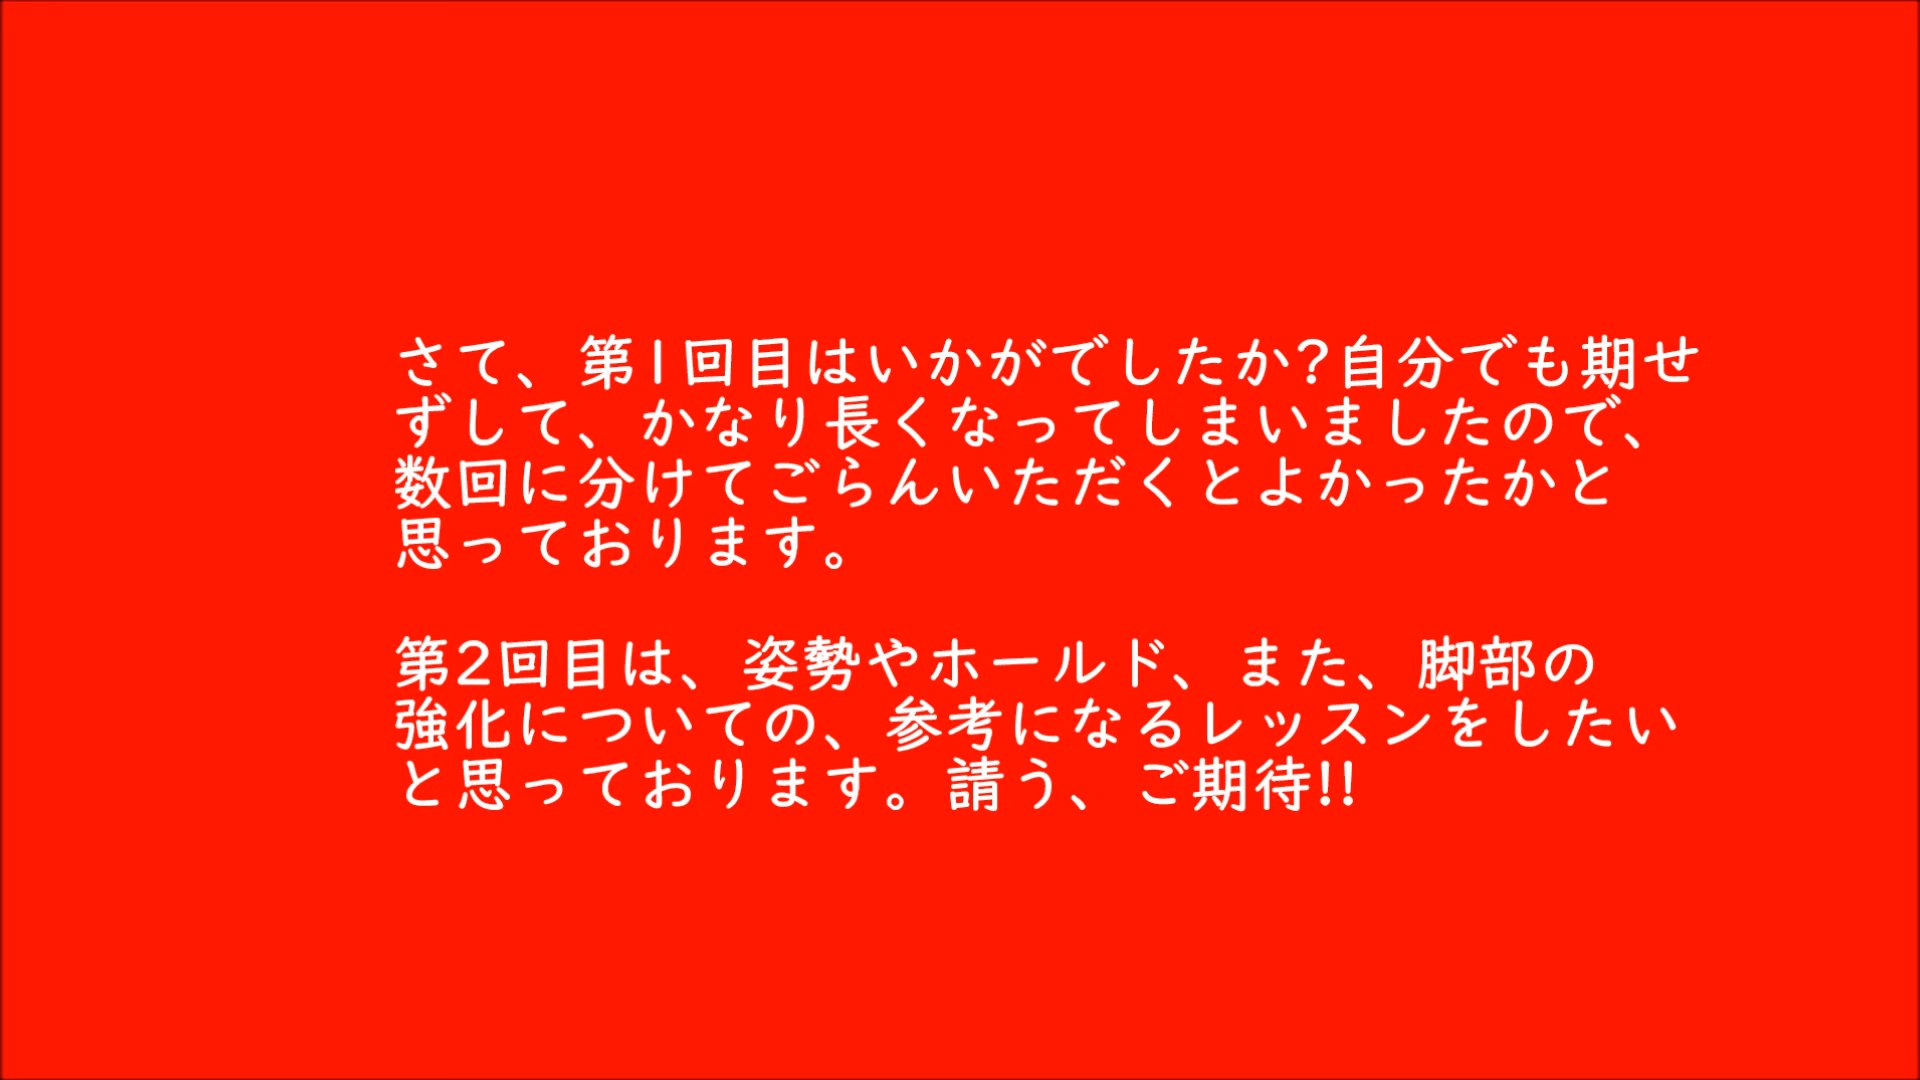 さて、第1回目はいかがでしたか?自分でも期せ
ずして、かなり長くなってしまいましたので、
数回に分けてごらんいただくとよかったかと
思っております。
第2回目は、姿勢やホールド、また、脚部の
強化についての、参考になるレッスンをしたい
と思っております。請う、ご期待!!